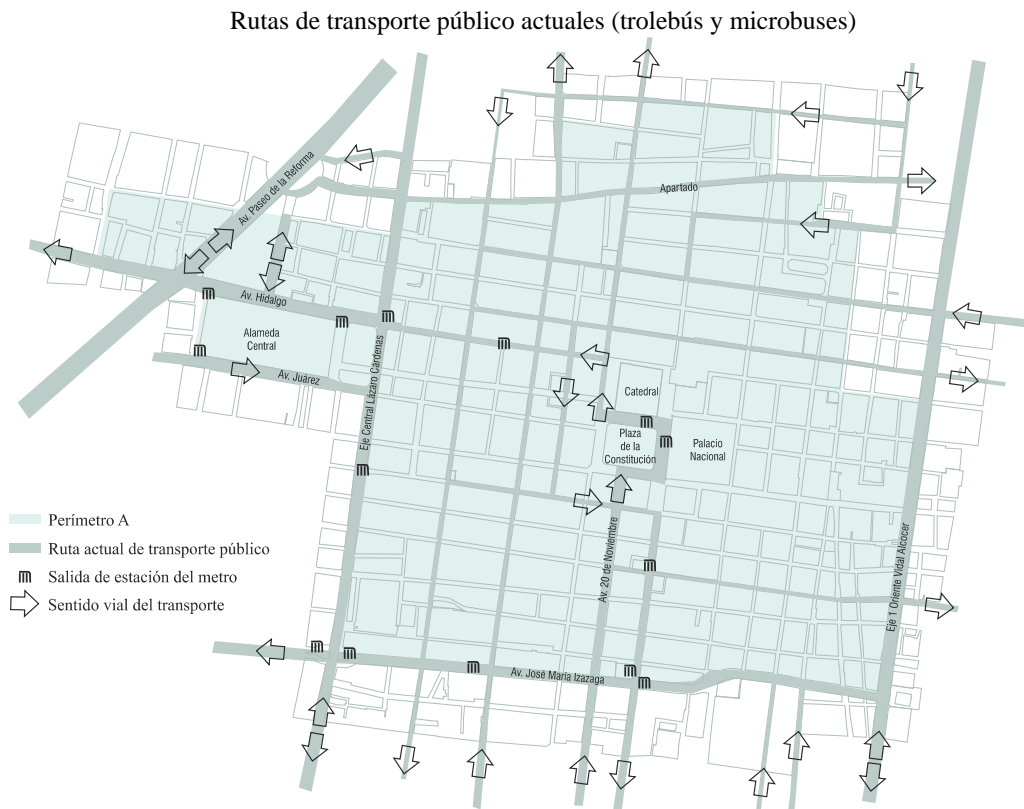 Rutas de transporte público actuales (trolebús y microbuses)
Av. Paseo de la Reforma
Apartado
Av. Hidalgo
Alameda
Central
Av. Juárez
Eje Central Lázaro Cárdenas
Catedral
Plaza
de la
Constitución
Palacio
Nacional
Av. 20 de Noviembre
Eje 1 Oriente Vidal Alcocer
Av. José María Izazaga
Perímetro A
Ruta actual de transporte público
Salida de estación del metro
Sentido vial del transporte